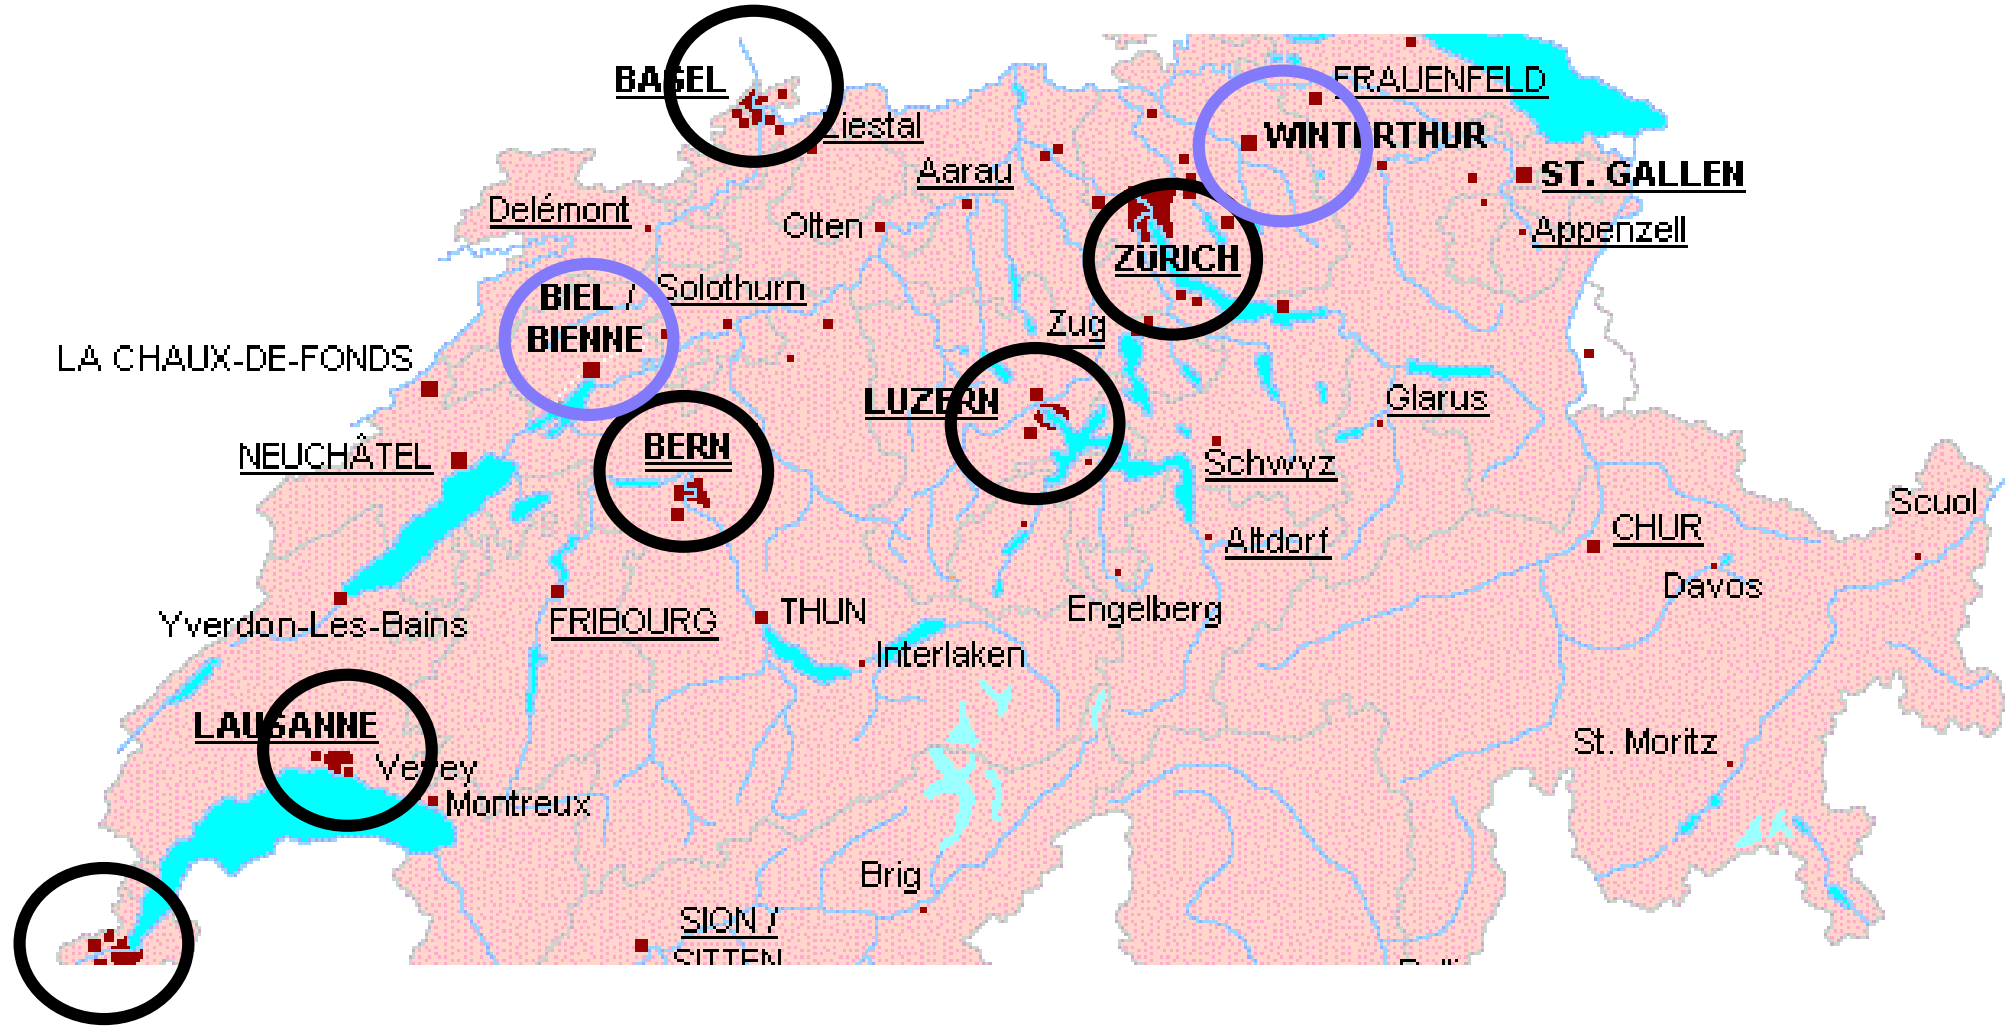 BASEL
FRAUENFELD
Liestal
WINTERTHUR
Aarau
ST. GALLEN
Delémont
Olten
Appenzell
ZüRICH
BIEL /
BIENNE
Solothurn
Zug
LA CHAUX-DE-FONDS
LUZERN
Glarus
NEUCHÂTEL
BERN
Schwyz
Scuol
Altdorf
CHUR
Davos
Yverdon-Les-Bains
FRIBOURG
THUN
Engelberg
Interlaken
LAUSANNE
St. Moritz
Vevey
Montreux
Brig
SION /
SITTEN